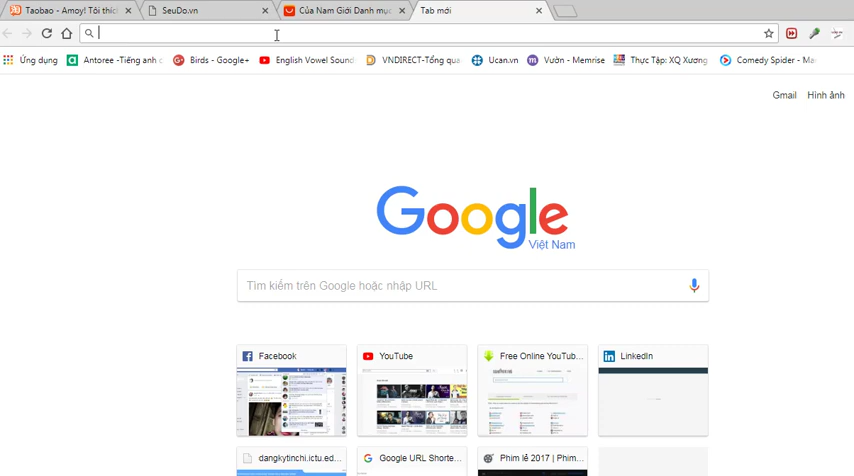 Taobao - Amoy! Tôi thích
SeuDo.vn
Của Nam Giới Danh mục
Tab mới
Ứng dụng
Antoree -Tiếng anh c
Birds - Google+
English Vowel Sound
VNDIRECT-Tổng qua
Ucan.vn
Vườn - Memrise
Thực Tập: XQ Xương
Comedy Spider - Ma
Gmail Hình ảnh
Google
Việt Nam
Tìm kiếm trên Google hoặc nhập URL
Facebook
YouTube
Free Online YouTub...
LinkedIn
dangkytinchi.ictu.ed...
Google URL Shorte...
Phim lẻ 2017 | Phim...